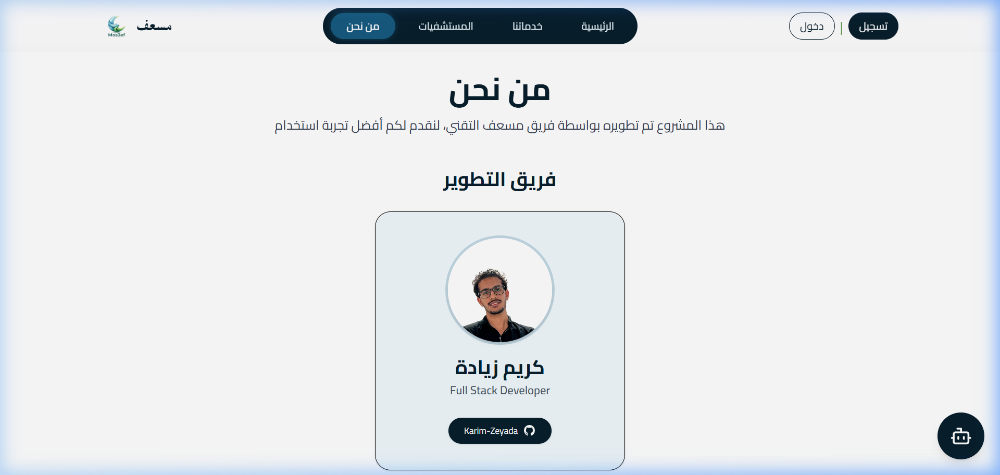 مسعف
Mos3ef
الرئيسية
خدماتنا
المستشفيات
من نحن
تسجيل
|
دخول
من نحن
هذا المشروع تم تطويره بواسطة فريق مسعف التقني، لنقدم لكم أفضل تجربة استخدام
فريق التطوير
كريم زيادة
Full Stack Developer
Karim-Zeyada